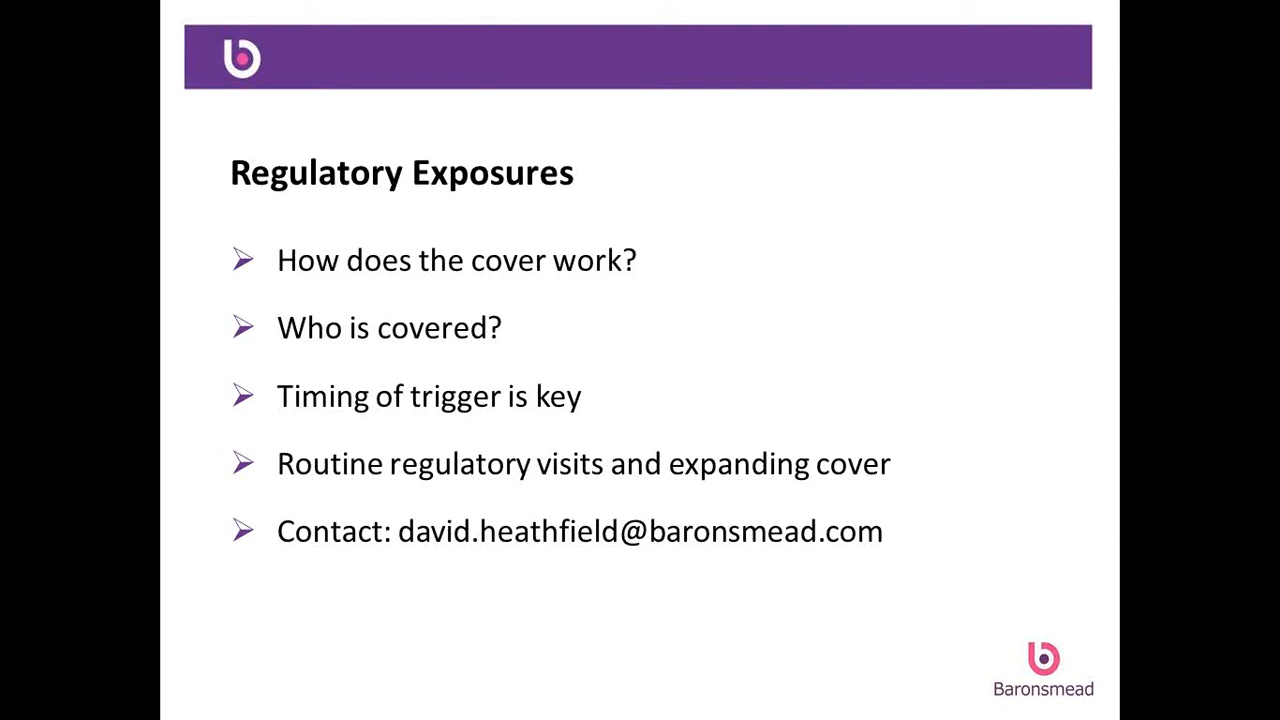 Regulatory Exposures
How does the cover work?
Who is covered?
Timing of trigger is key
Routine regulatory visits and expanding cover
Contact: david.heathfield@baronsmead.com
Baronsmead